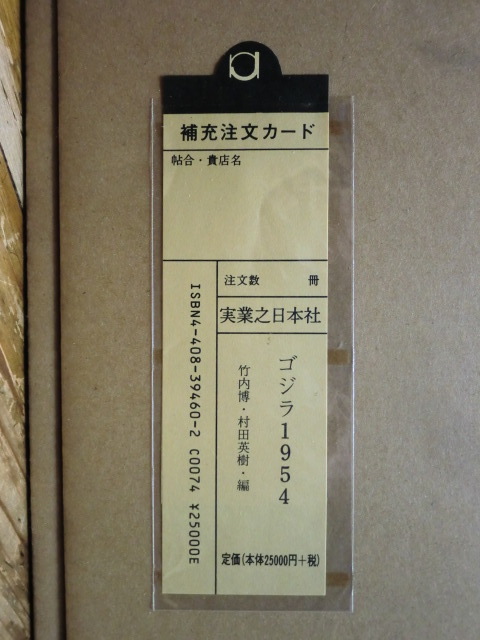 補充注文カード
帖合・貴店名
注文数 冊
実業之日本社
ゴジラ1954
竹内博・村田英樹・編
定価(本体25000円+税)
ISBN4-408-39460-2 C0074 ¥25000E